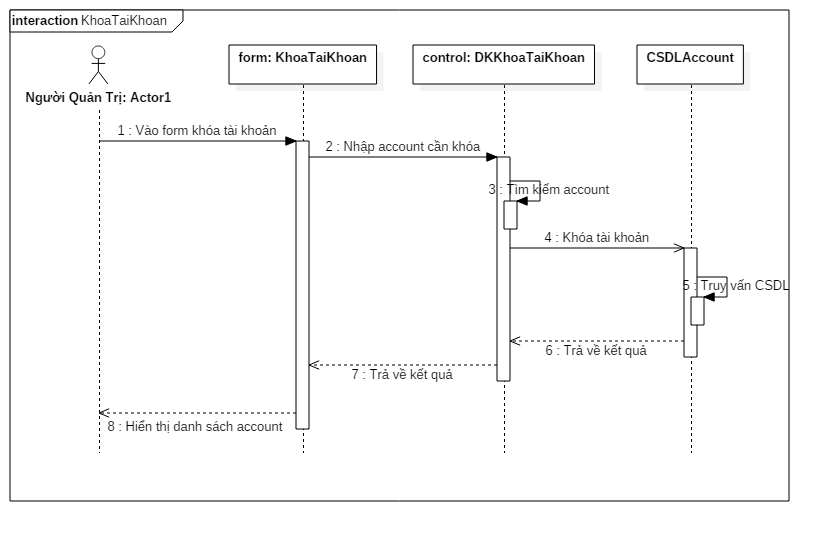 interaction KhoaTaiKhoan
Người Quản Trị: Actor1
form: KhoaTaiKhoan
control: DKKhoaTaiKhoan
CSDLAccount
1 : Vào form khóa tài khoản
2 : Nhập account cần khóa
3 : Tìm kiếm account
4 : Khóa tài khoản
5 : Truy vấn CSDL
6 : Trả về kết quả
7 : Trả về kết quả
8 : Hiển thị danh sách account